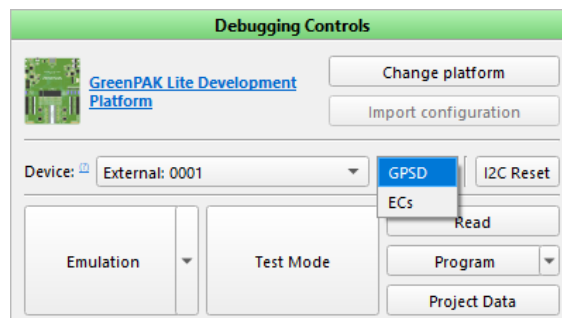 Debugging Controls
GreenPAK Lite Development
Platform
Change platform
Import configuration
Device:
External: 0001
GPSD
ECs
I2C Reset
Emulation
Test Mode
Read
Program
Project Data